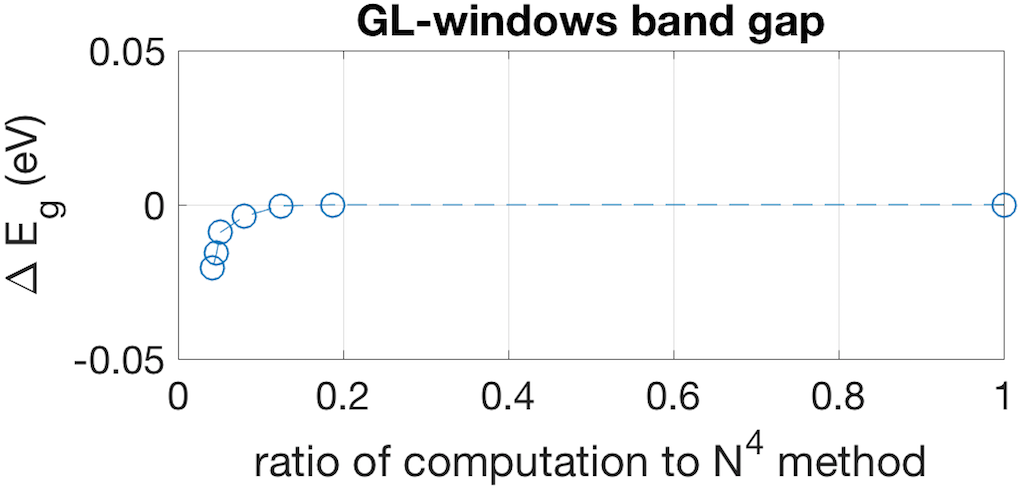 GL-windows band gap
0.05
0
-0.05
Δ E_g (eV)
0 0.2 0.4 0.6 0.8 1
ratio of computation to N⁴ method